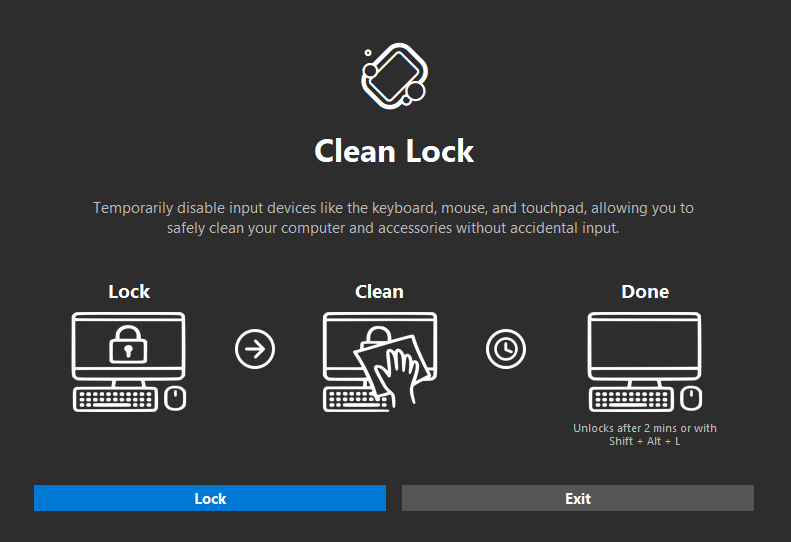 Clean Lock
Temporarily disable input devices like the keyboard, mouse, and touchpad, allowing you to
safely clean your computer and accessories without accidental input.
Lock
Clean
Done
Unlocks after 2 mins or with
Shift + Alt + L
Lock
Exit